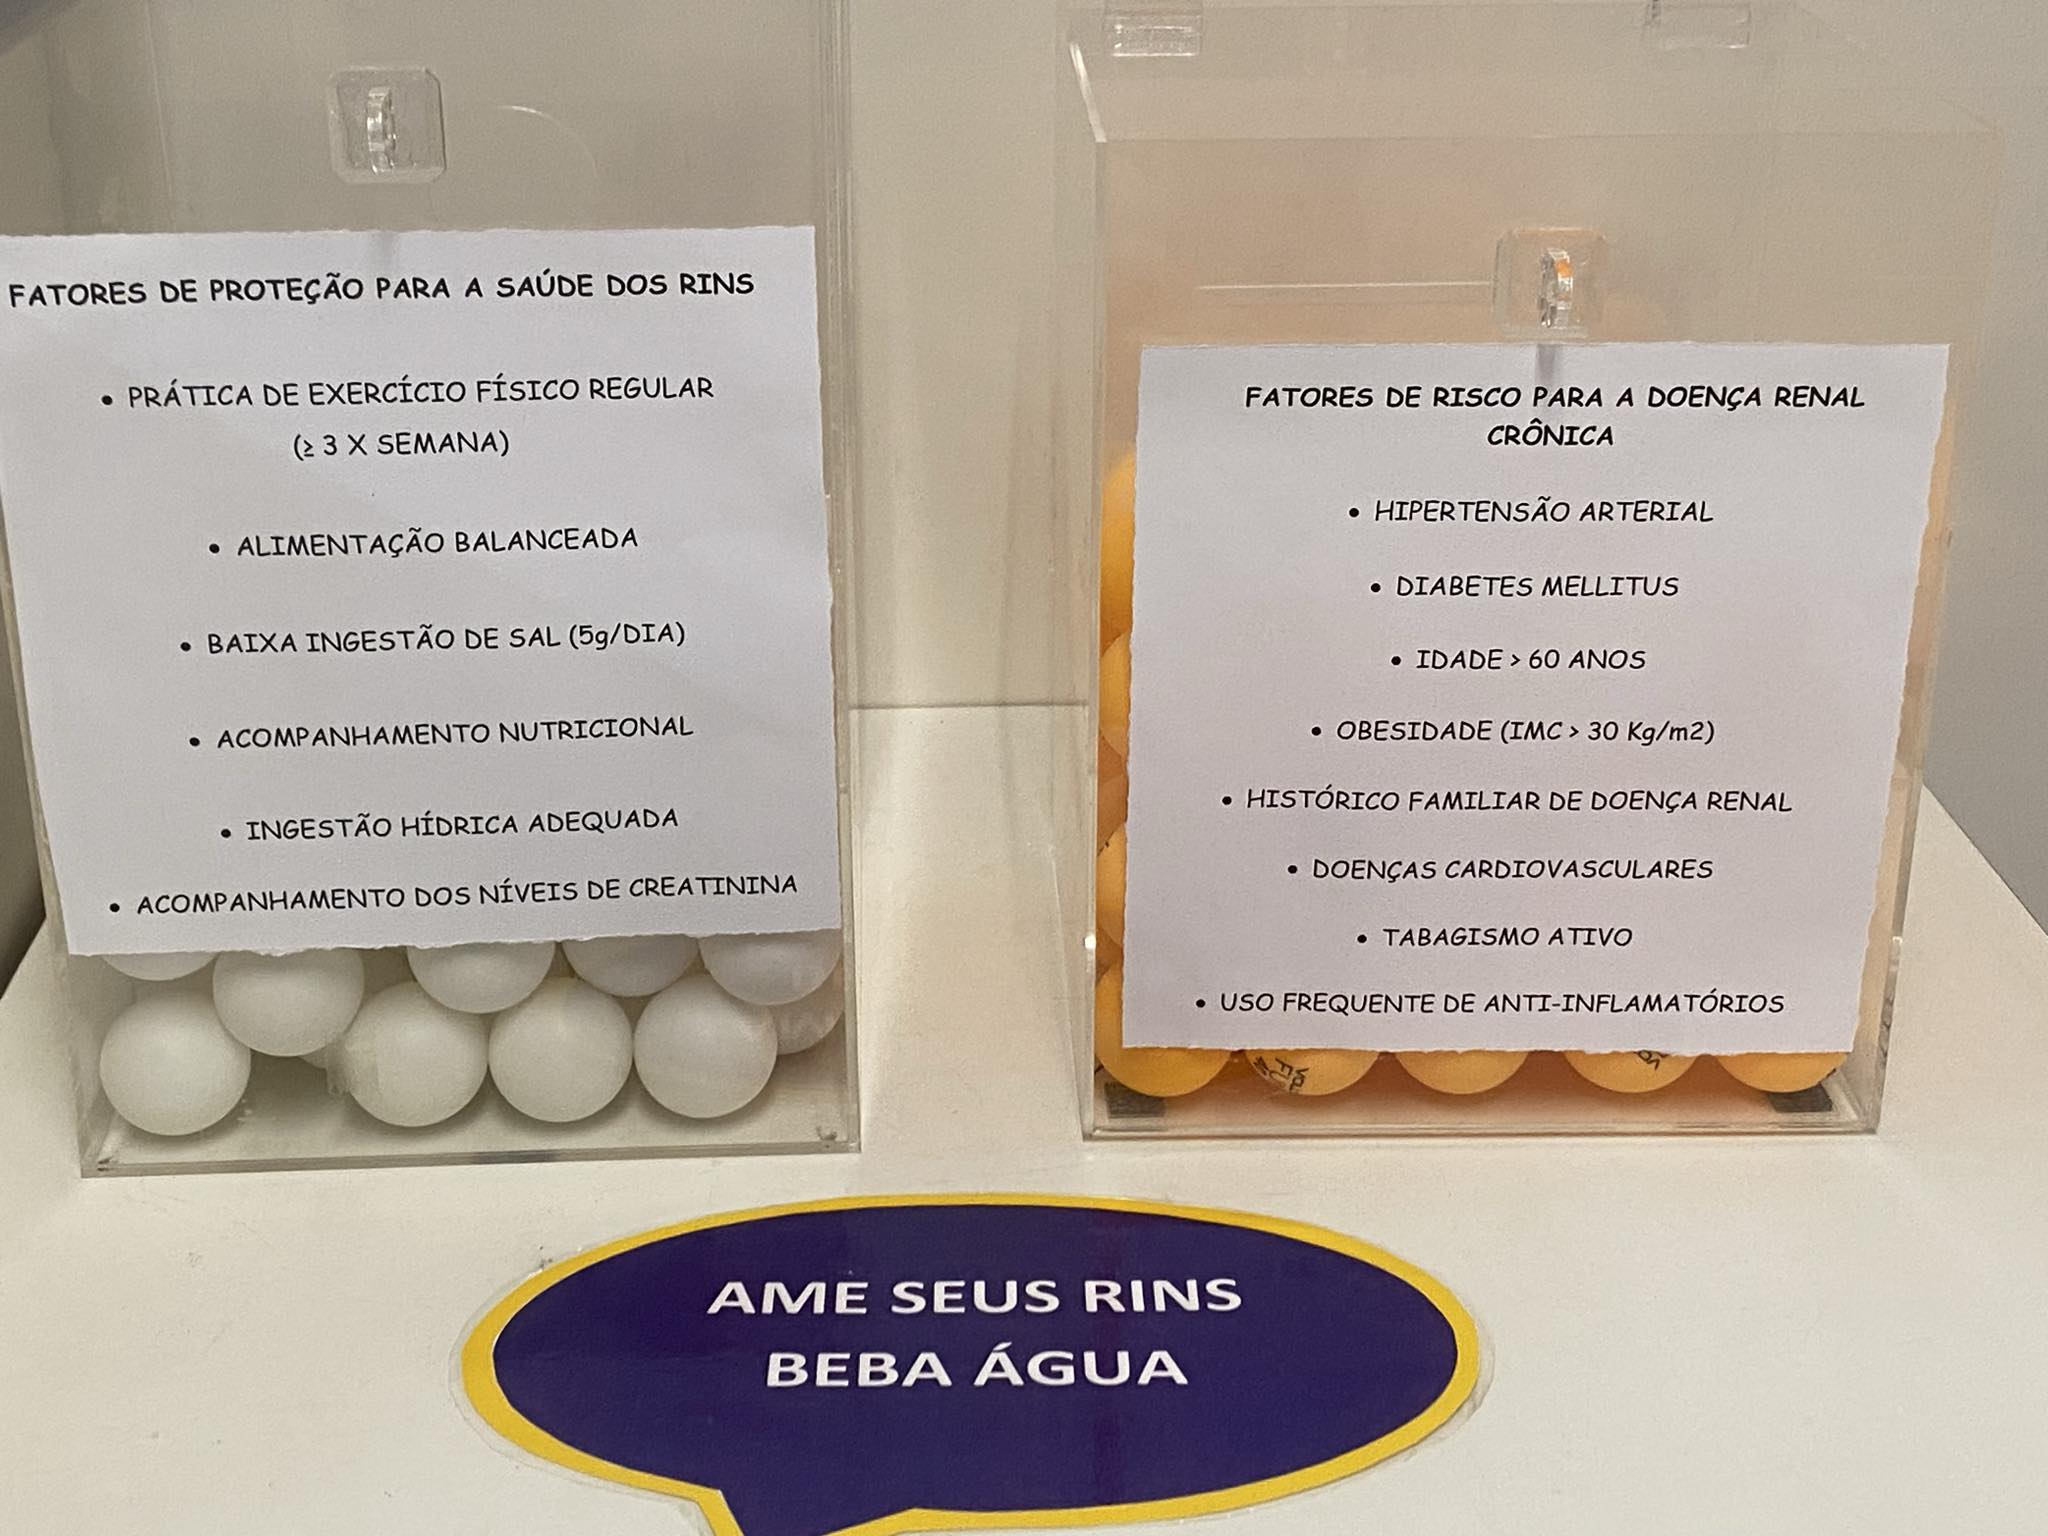 FATORES DE PROTEÇÃO PARA A SAÚDE DOS RINS
• PRÁTICA DE EXERCÍCIO FÍSICO REGULAR
(≥ 3 X SEMANA)
• ALIMENTAÇÃO BALANCEADA
• BAIXA INGESTÃO DE SAL (5g/DIA)
• ACOMPANHAMENTO NUTRICIONAL
• INGESTÃO HÍDRICA ADEQUADA
• ACOMPANHAMENTO DOS NÍVEIS DE CREATININA
FATORES DE RISCO PARA A DOENÇA RENAL
CRÔNICA
• HIPERTENSÃO ARTERIAL
• DIABETES MELLITUS
• IDADE > 60 ANOS
• OBESIDADE (IMC > 30 Kg/m2)
• HISTÓRICO FAMILIAR DE DOENÇA RENAL
• DOENÇAS CARDIOVASCULARES
• TABAGISMO ATIVO
• USO FREQUENTE DE ANTI-INFLAMATÓRIOS
AME SEUS RINS
BEBA ÁGUA